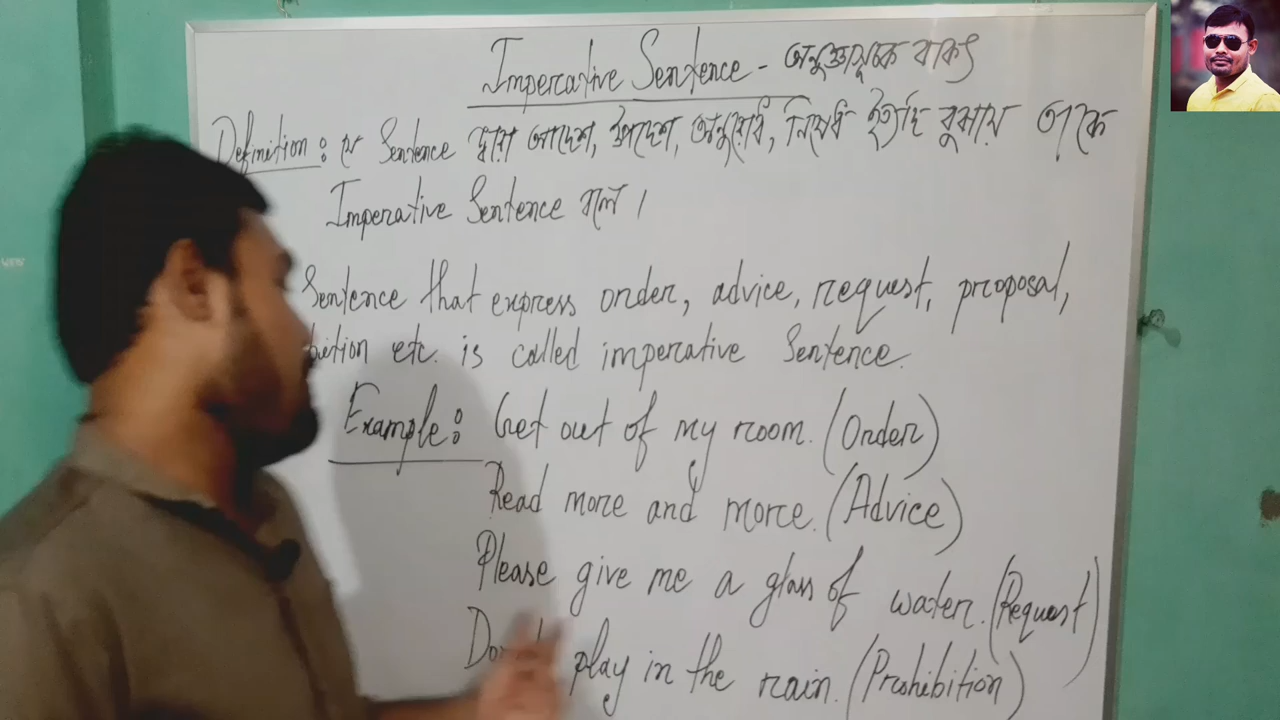 Imperative Sentence - অনুজ্ঞাসূচক বাক্য
Definition: যে Sentence দ্বারা আদেশ, উপদেশ, অনুরোধ, নিষেধ ইত্যাদি বুঝায় তাকে
Imperative Sentence বলে।
Sentence that express order, advice, request, proposal,
bition etc. is called imperative Sentence.
Example: Get out of my room. (Order)
Read more and more. (Advice)
Please give me a glass of water. (Request)
play in the rain. (Prohibition)